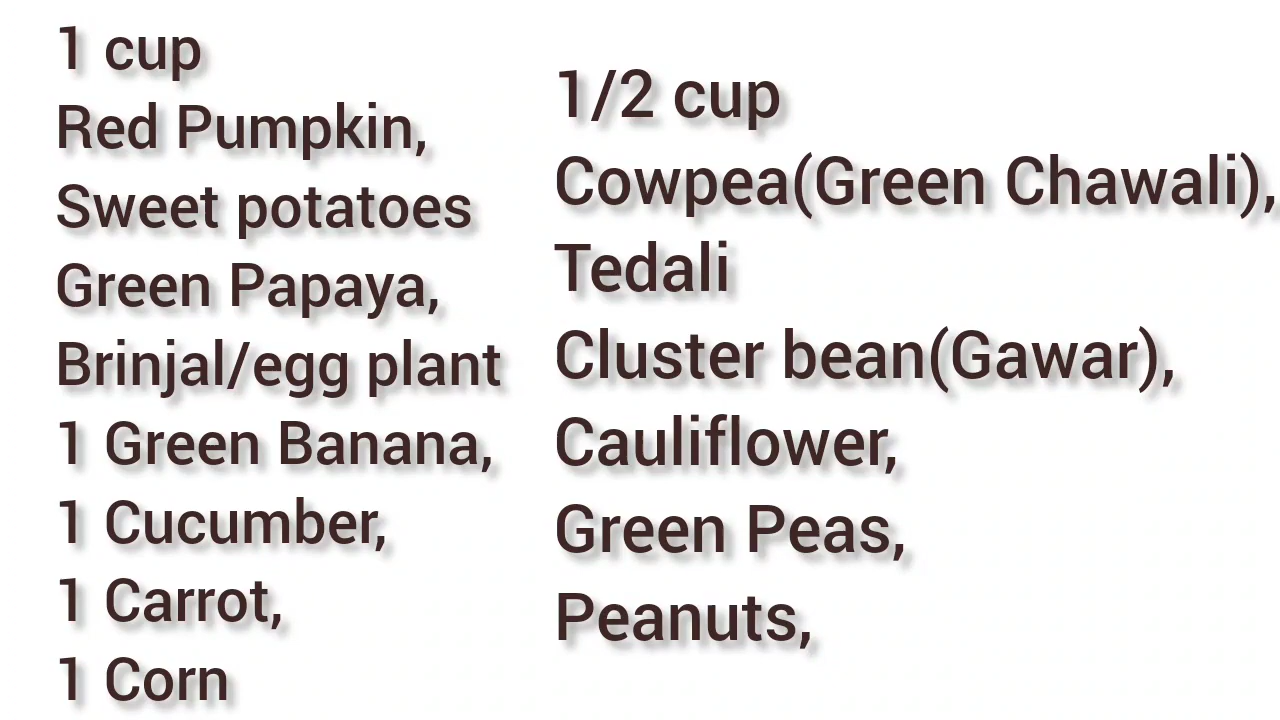 1 cup
Red Pumpkin,
Sweet potatoes
Green Papaya,
Brinjal/egg plant
1 Green Banana,
1 Cucumber,
1 Carrot,
1 Corn
1/2 cup
Cowpea(Green Chawali),
Tedali
Cluster bean(Gawar),
Cauliflower,
Green Peas,
Peanuts,